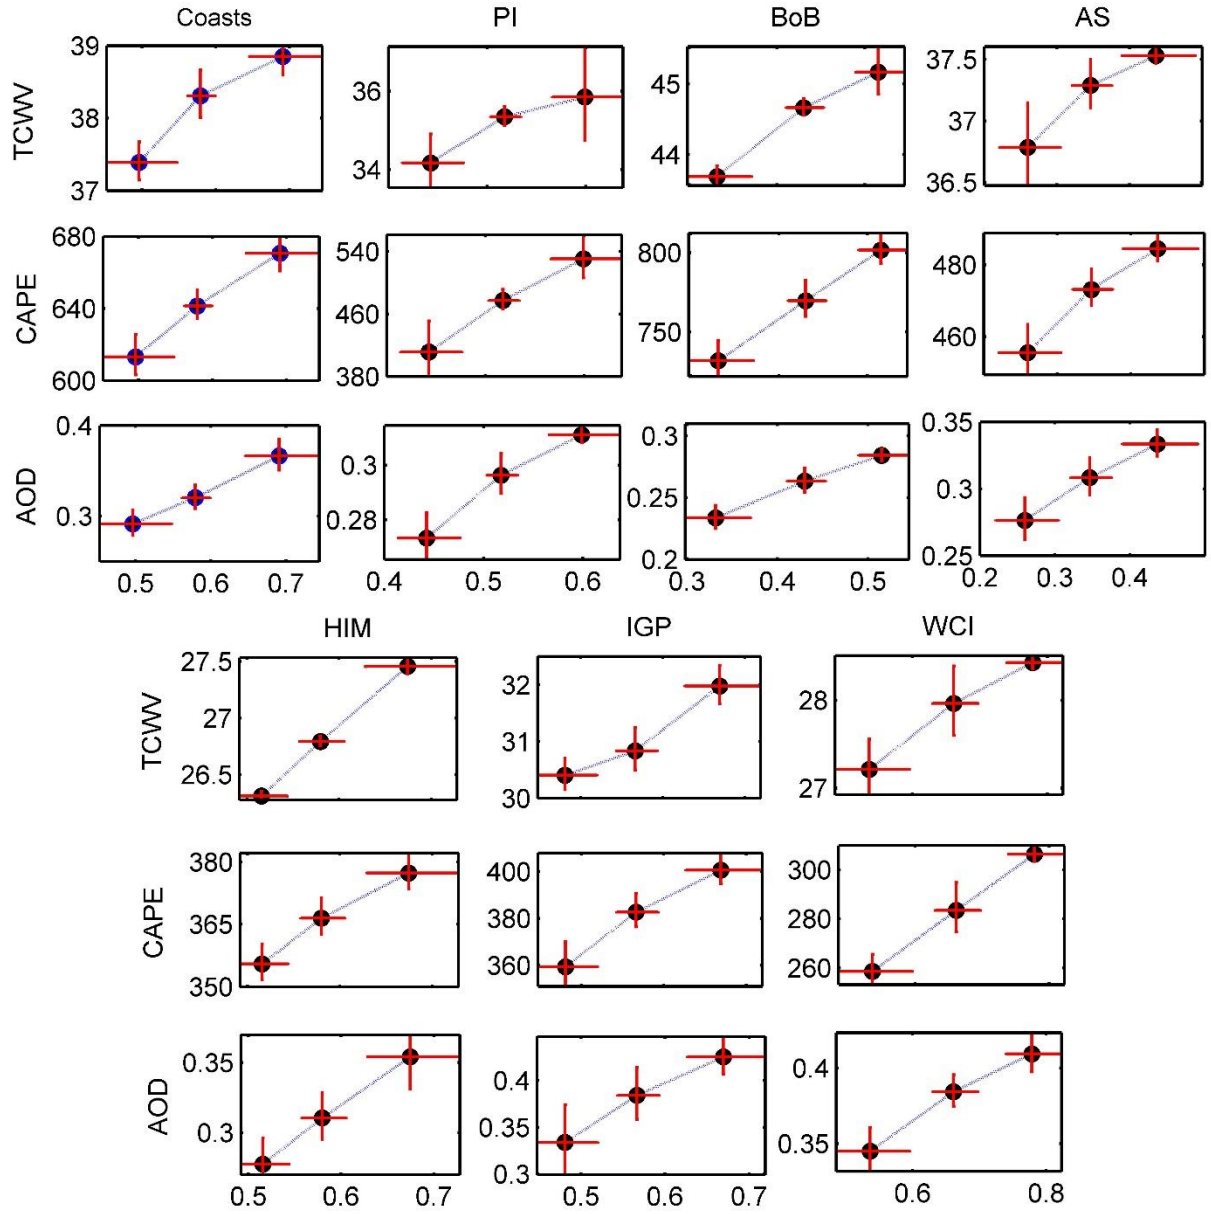 Coasts PI BoB AS
TCWV
39 38 37
36 34
45 44
37.5 37 36.5
CAPE
680 640 600
540 460 380
800 750
480 460
AOD
0.4 0.3
0.3 0.28
0.3 0.25 0.2
0.35 0.3 0.25
0.5 0.6 0.7
0.4 0.5 0.6
0.3 0.4 0.5
0.2 0.3 0.4
HIM IGP WCI
TCWV
27.5 27 26.5
32 31 30
28 27
CAPE
380 365 350
400 380 360
300 280 260
AOD
0.35 0.3
0.4 0.35 0.3
0.4 0.35
0.5 0.6 0.7
0.5 0.6 0.7
0.6 0.8